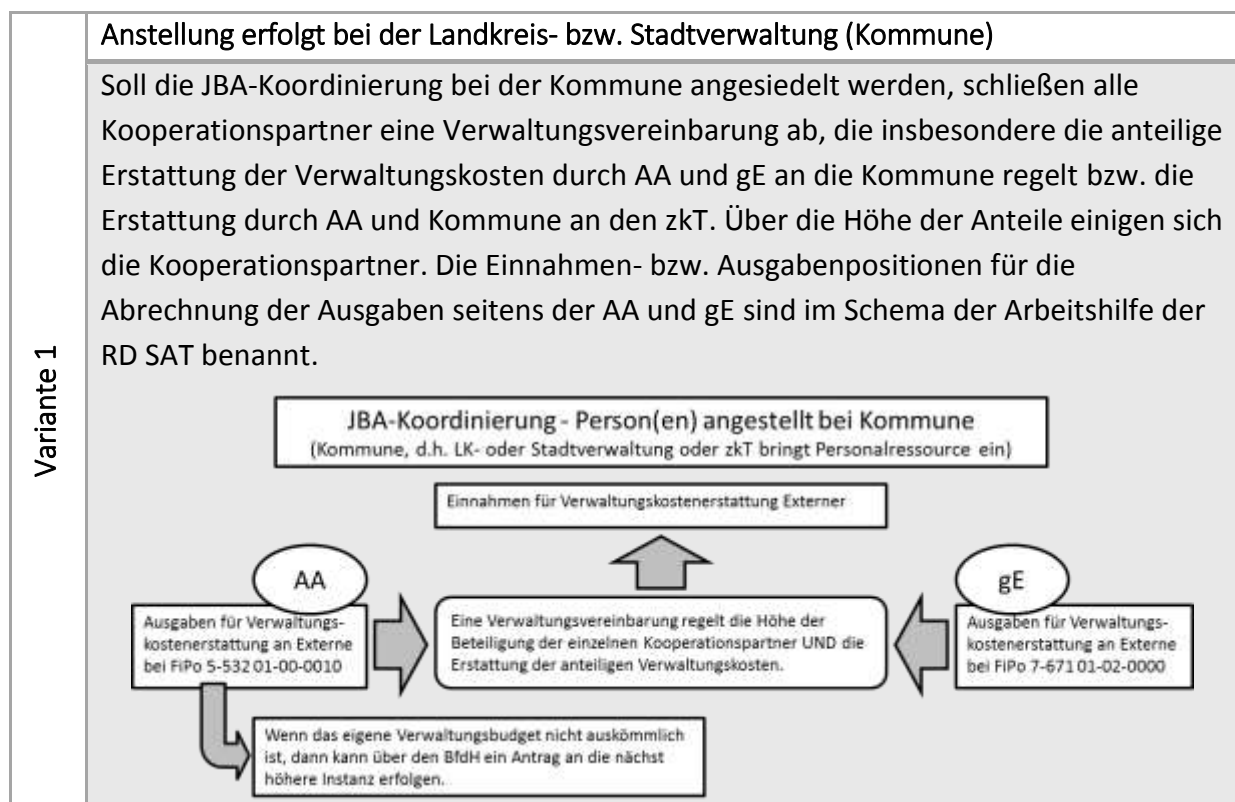 Variante 1
Anstellung erfolgt bei der Landkreis- bzw. Stadtverwaltung (Kommune)
Soll die JBA-Koordinierung bei der Kommune angesiedelt werden, schließen alle
Kooperationspartner eine Verwaltungsvereinbarung ab, die insbesondere die anteilige
Erstattung der Verwaltungskosten durch AA und gE an die Kommune regelt bzw. die
Erstattung durch AA und Kommune an den zkT. Über die Höhe der Anteile einigen sich
die Kooperationspartner. Die Einnahmen- bzw. Ausgabenpositionen für die
Abrechnung der Ausgaben seitens der AA und gE sind im Schema der Arbeitshilfe der
RD SAT benannt.
JBA-Koordinierung - Person(en) angestellt bei Kommune
(Kommune, d.h. LK- oder Stadtverwaltung oder zkT bringt Personalressource ein)
Einnahmen für Verwaltungskostenerstattung Externer
AA
Ausgaben für Verwaltungs-
kostenerstattung an Externe
bei FiPo 5-532 01-00-0010
Eine Verwaltungsvereinbarung regelt die Höhe der
Beteiligung der einzelnen Kooperationspartner UND die
Erstattung der anteiligen Verwaltungskosten.
gE
Ausgaben für Verwaltungs-
kostenerstattung an Externe
bei FiPo 7-671 01-02-0000
Wenn das eigene Verwaltungsbudget nicht auskömmlich
ist, dann kann über den BfdH ein Antrag an die nächst
höhere Instanz erfolgen.